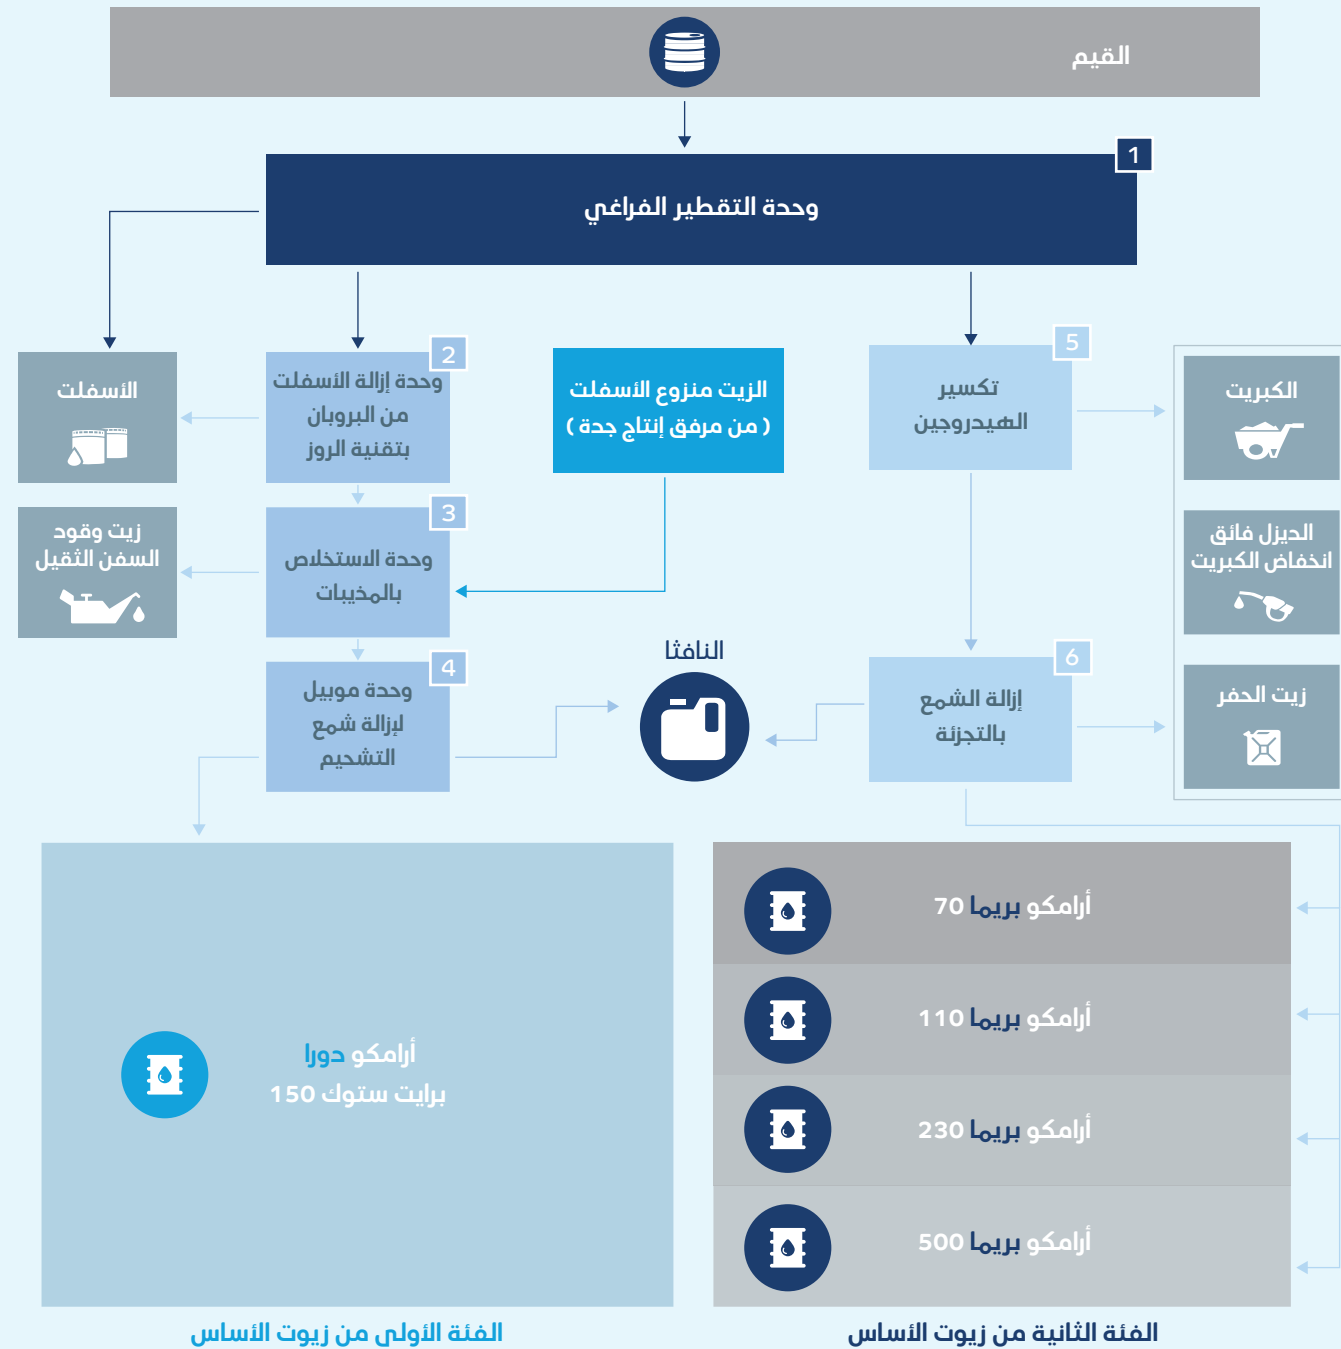 القيم
1
وحدة التقطير الفراغي
5
تكسير
الهيدروجين
الكبريت
الديزل فائق
انخفاض الكبريت
زيت الحفر
الزيت منزوع الأسفلت
( من مرفق إنتاج جدة )
2
وحدة إزالة الأسفلت
من البروبان
بتقنية الروز
الأسفلت
3
وحدة الاستخلاص
بالمذيبات
زيت وقود
السفن الثقيل
6
إزالة الشمع
بالتجزئة
النافثا
4
وحدة موبيل
لإزالة شمع
التشحيم
أرامكو بريما 70
أرامكو بريما 110
أرامكو بريما 230
أرامكو بريما 500
الفئة الثانية من زيوت الأساس
أرامكو دورا
برايت ستوك 150
الفئة الأولى من زيوت الأساس